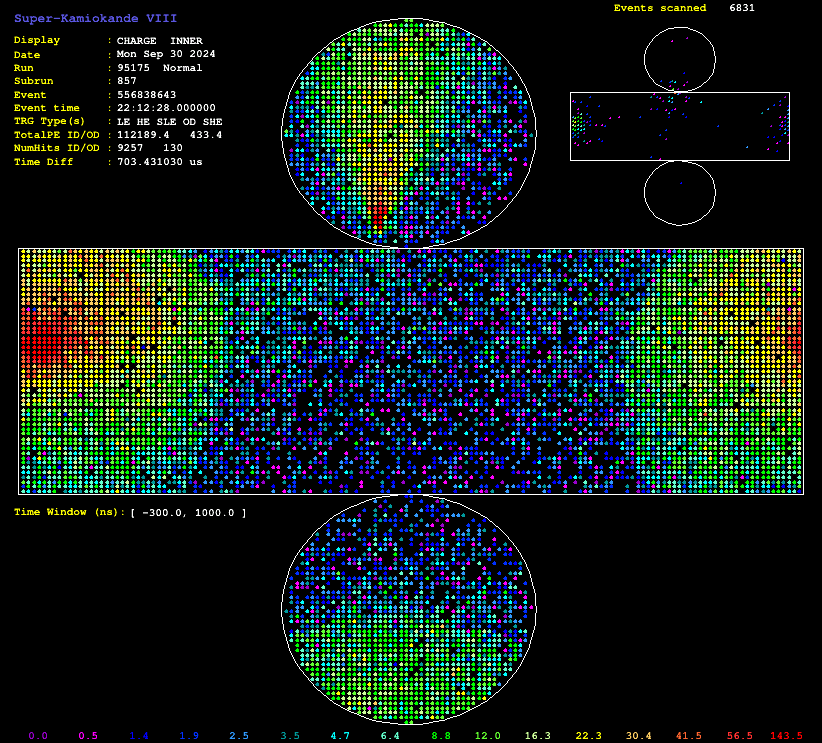 Super-Kamiokande VIII
Events scanned 6831
Display : CHARGE INNER
Date : Mon Sep 30 2024
Run : 95175 Normal
Subrun : 857
Event : 556838643
Event time : 22:12:28.000000
TRG Type(s) : LE HE SLE OD SHE
TotalPE ID/OD : 112189.4 433.4
NumHits ID/OD : 9257 130
Time Diff : 703.431030 us
Time Window (ns): [ -300.0, 1000.0 ]
0.0 0.5 1.4 1.9 2.5 3.5 4.7 6.4 8.8 12.0 16.3 22.3 30.4 41.5 56.5 143.5